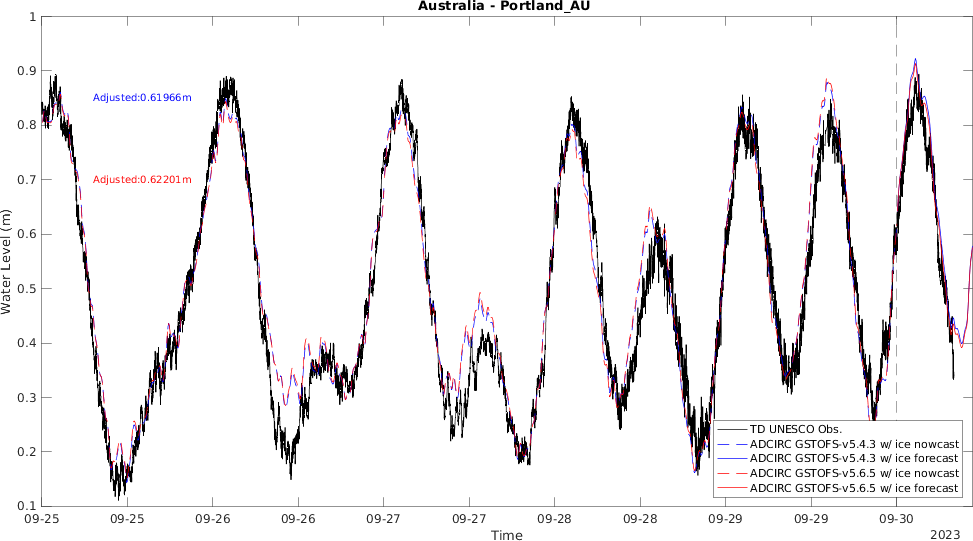 Australia - Portland_AU
1
0.9
0.8
0.7
0.6
0.5
0.4
0.3
0.2
0.1
Water Level (m)
Adjusted:0.61966m
Adjusted:0.62201m
TD UNESCO Obs.
ADCIRC GSTOFS-v5.4.3 w/ ice nowcast
ADCIRC GSTOFS-v5.4.3 w/ ice forecast
ADCIRC GSTOFS-v5.6.5 w/ ice nowcast
ADCIRC GSTOFS-v5.6.5 w/ ice forecast
09-25 09-25 09-26 09-26 09-27 09-27 09-28 09-28 09-29 09-29 09-30
Time
2023